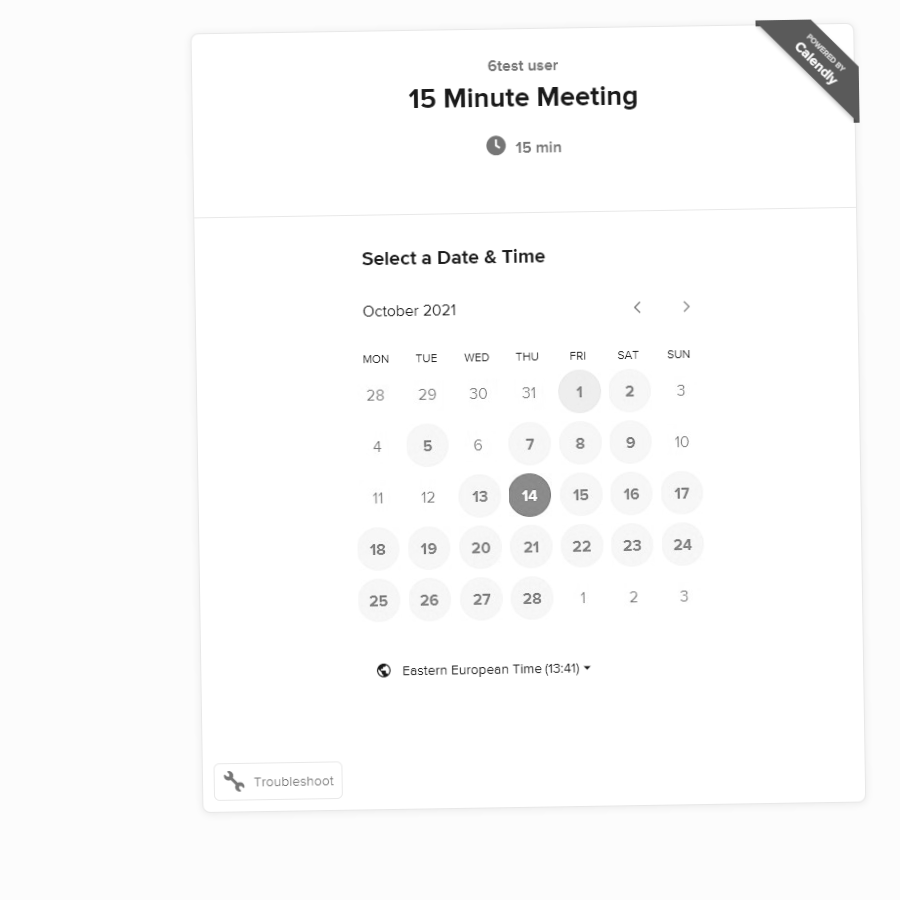 6test user
POWERED BY
Calendly
15 Minute Meeting
15 min
Select a Date & Time
October 2021
MON TUE WED THU FRI SAT SUN
28 29 30 31 1 2 3
4 5 6 7 8 9 10
11 12 13 14 15 16 17
18 19 20 21 22 23 24
25 26 27 28 1 2 3
Eastern European Time (13:41)
Troubleshoot